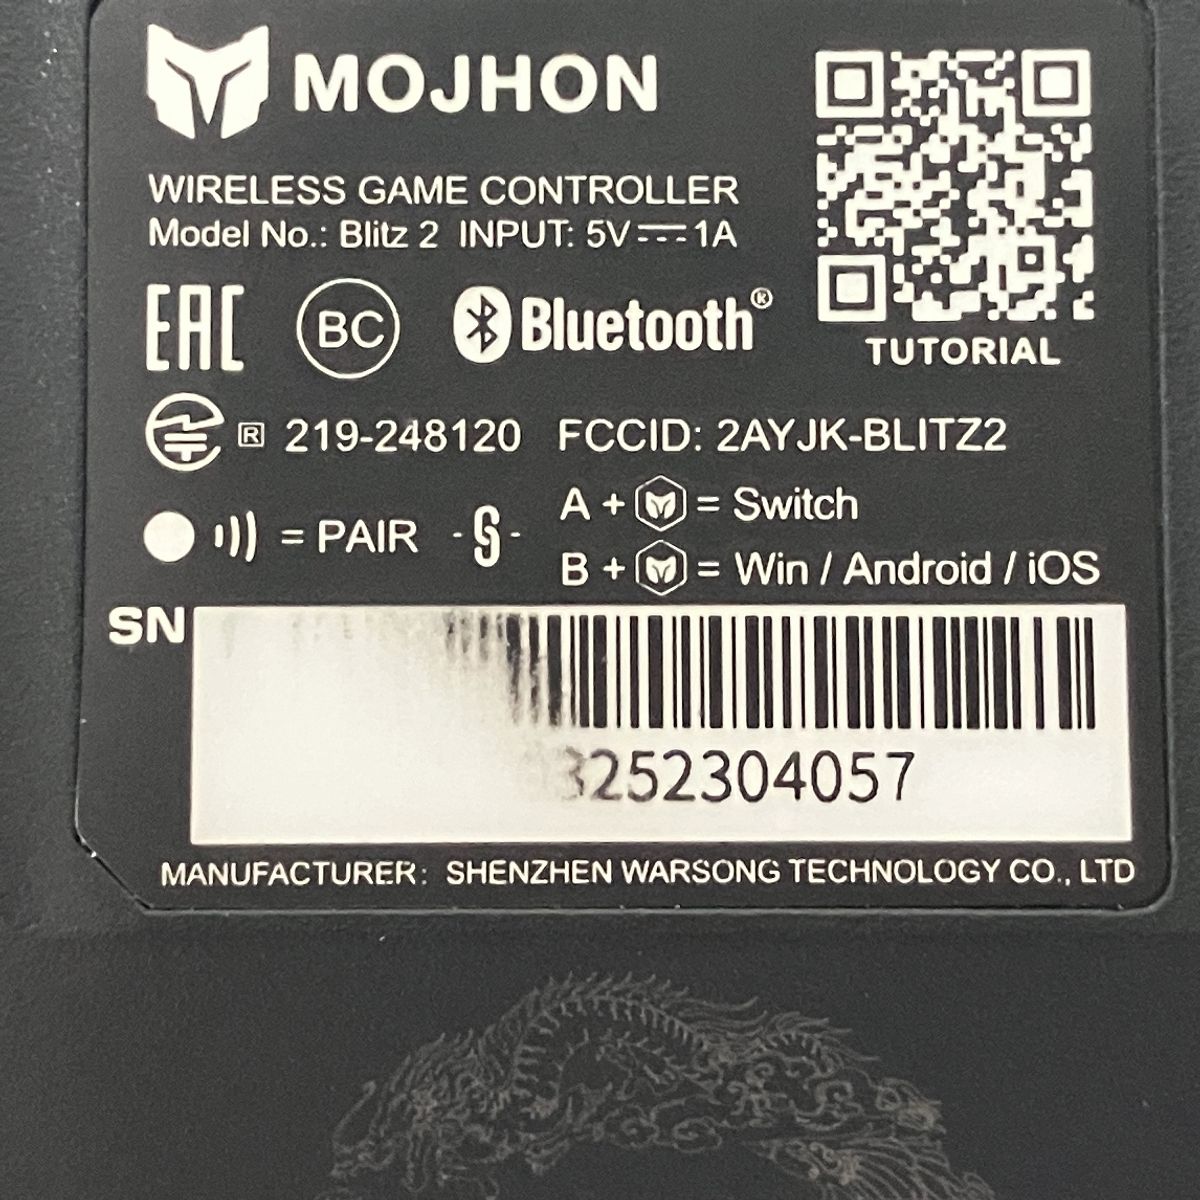 MOJHON
WIRELESS GAME CONTROLLER
Model No.: Blitz 2 INPUT: 5V⎓1A
EAC BC Bluetooth®
TUTORIAL
R 219-248120 FCCID: 2AYJK-BLITZ2
= PAIR
A + = Switch
B + = Win / Android / iOS
SN
3252304057
MANUFACTURER: SHENZHEN WARSONG TECHNOLOGY CO., LTD